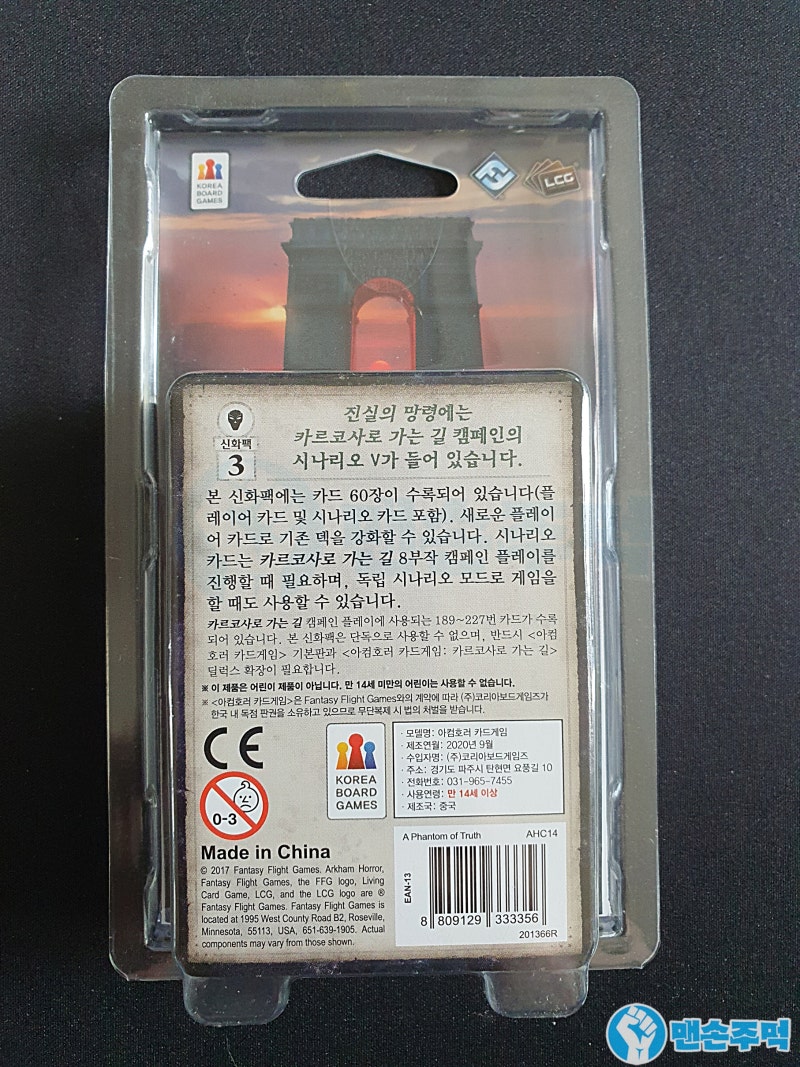 KOREA
BOARD
GAMES
LCG
신화팩
3
진실의 망령에는
카르코사로 가는 길 캠페인의
시나리오 V가 들어 있습니다.
본 신화팩에는 카드 60장이 수록되어 있습니다(플
레이어 카드 및 시나리오 카드 포함). 새로운 플레이
어 카드로 기존 덱을 강화할 수 있습니다. 시나리오
카드는 카르코사로 가는 길 8부작 캠페인 플레이를
진행할 때 필요하며, 독립 시나리오 모드로 게임을
할 때도 사용할 수 있습니다.
카르코사로 가는 길 캠페인 플레이에 사용되는 189~227번 카드가 수록
되어 있습니다. 본 신화팩은 단독으로 사용할 수 없으며, 반드시 <아컴
호러 카드게임> 기본판과 <아컴호러 카드게임: 카르코사로 가는 길>
딜럭스 확장이 필요합니다.
※ 이 제품은 어린이 제품이 아닙니다. 만 14세 미만의 어린이는 사용할 수 없음.
※ <아컴호러 카드게임>은 Fantasy Flight Games와의 계약에 따라 (주)코리아보드게임즈가
한국 내 독점 판권을 소유하고 있으므로 무단복제 시 법의 처벌을 받습니다.
CE
0-3
KOREA
BOARD
GAMES
· 모델명: 아컴호러 카드게임
· 제조연월: 2020년 9월
· 수입자명: (주)코리아보드게임즈
· 주소: 경기도 파주시 탄현면 요풍길 10
· 전화번호: 031-965-7455
· 사용연령: 만 14세 이상
· 제조국: 중국
Made in China
© 2017 Fantasy Flight Games. Arkham Horror,
Fantasy Flight Games, the FFG logo, Living
Card Game, LCG, and the LCG logo are ®
Fantasy Flight Games. Fantasy Flight Games is
located at 1995 West County Road B2, Roseville,
Minnesota, 55113, USA, 651-639-1905. Actual
components may vary from those shown.
A Phantom of Truth AHC14
EAN-13
8 809129 333356
201366R
맨손주먹